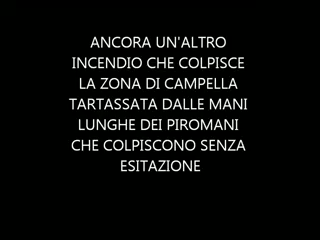 ANCORA UN'ALTRO
INCENDIO CHE COLPISCE
LA ZONA DI CAMPELLA
TARTASSATA DALLE MANI
LUNGHE DEI PIROMANI
CHE COLPISCONO SENZA
ESITAZIONE